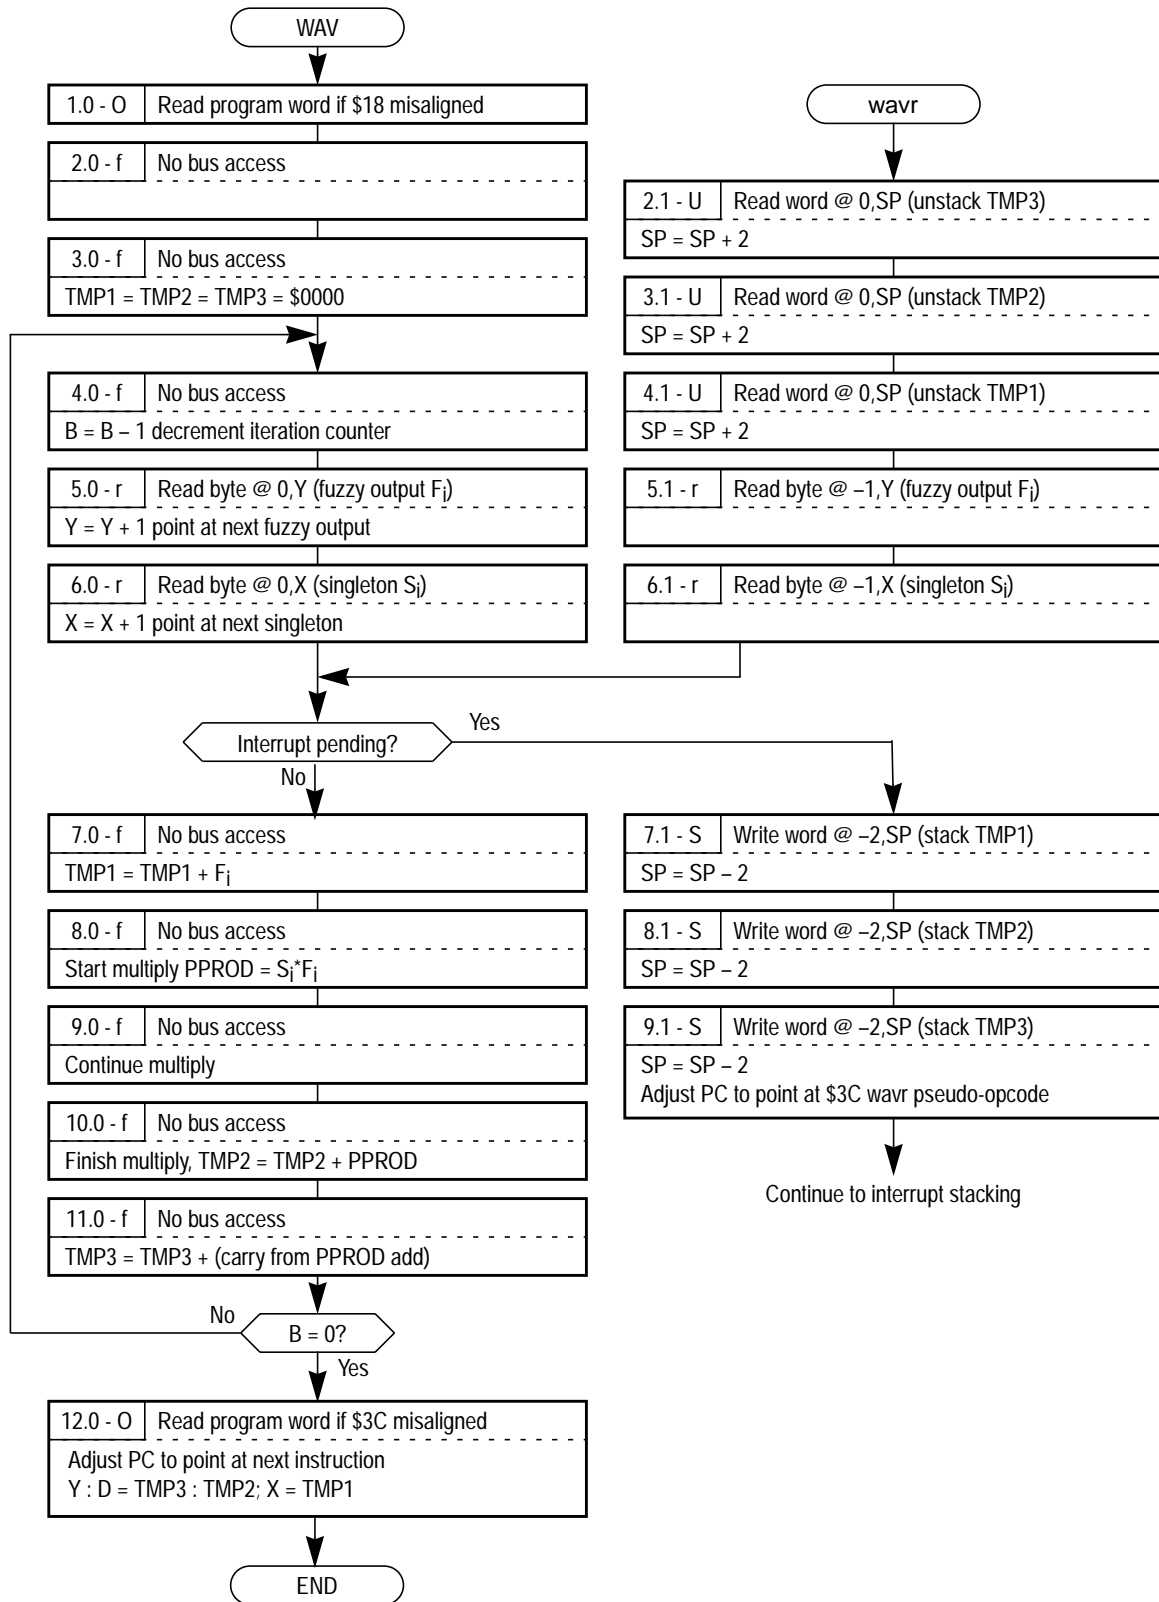 WAV
1.0 - O Read program word if $18 misaligned
2.0 - f No bus access
3.0 - f No bus access
TMP1 = TMP2 = TMP3 = $0000
4.0 - f No bus access
B = B – 1 decrement iteration counter
5.0 - r Read byte @ 0,Y (fuzzy output Fi)
Y = Y + 1 point at next fuzzy output
6.0 - r Read byte @ 0,X (singleton Si)
X = X + 1 point at next singleton
wavr
2.1 - U Read word @ 0,SP (unstack TMP3)
SP = SP + 2
3.1 - U Read word @ 0,SP (unstack TMP2)
SP = SP + 2
4.1 - U Read word @ 0,SP (unstack TMP1)
SP = SP + 2
5.1 - r Read byte @ –1,Y (fuzzy output Fi)
6.1 - r Read byte @ –1,X (singleton Si)
Interrupt pending?
Yes
No
7.0 - f No bus access
TMP1 = TMP1 + Fi
8.0 - f No bus access
Start multiply PPROD = Si*Fi
9.0 - f No bus access
Continue multiply
10.0 - f No bus access
Finish multiply, TMP2 = TMP2 + PPROD
11.0 - f No bus access
TMP3 = TMP3 + (carry from PPROD add)
7.1 - S Write word @ –2,SP (stack TMP1)
SP = SP – 2
8.1 - S Write word @ –2,SP (stack TMP2)
SP = SP – 2
9.1 - S Write word @ –2,SP (stack TMP3)
SP = SP – 2
Adjust PC to point at $3C wavr pseudo-opcode
Continue to interrupt stacking
No
B = 0?
Yes
12.0 - O Read program word if $3C misaligned
Adjust PC to point at next instruction
Y : D = TMP3 : TMP2; X = TMP1
END